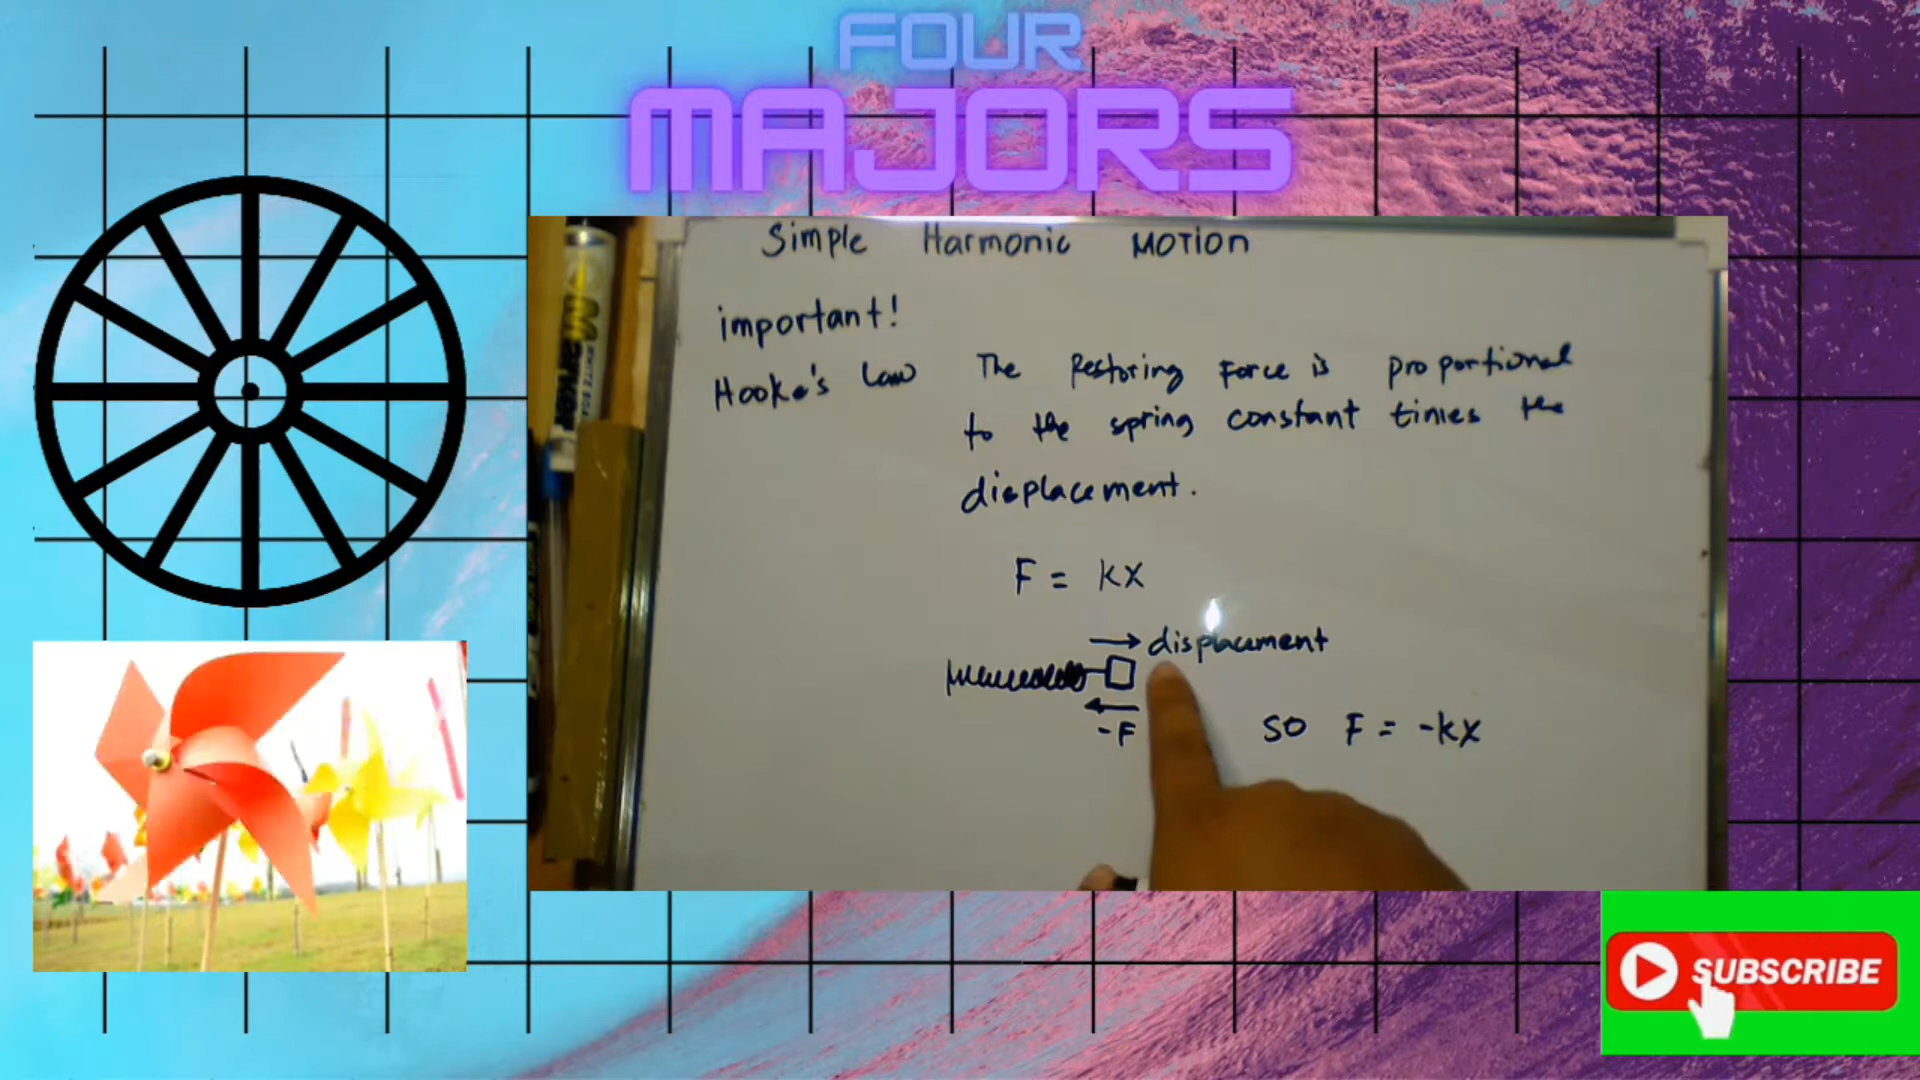 FOUR
MAJORS
Simple Harmonic MOTION
important!
Hooke's Law The Restoring Force is proportional
to the spring constant times the
displacement.
F = kx
displacement
-F
SO F = -kx
Marker
SUBSCRIBE